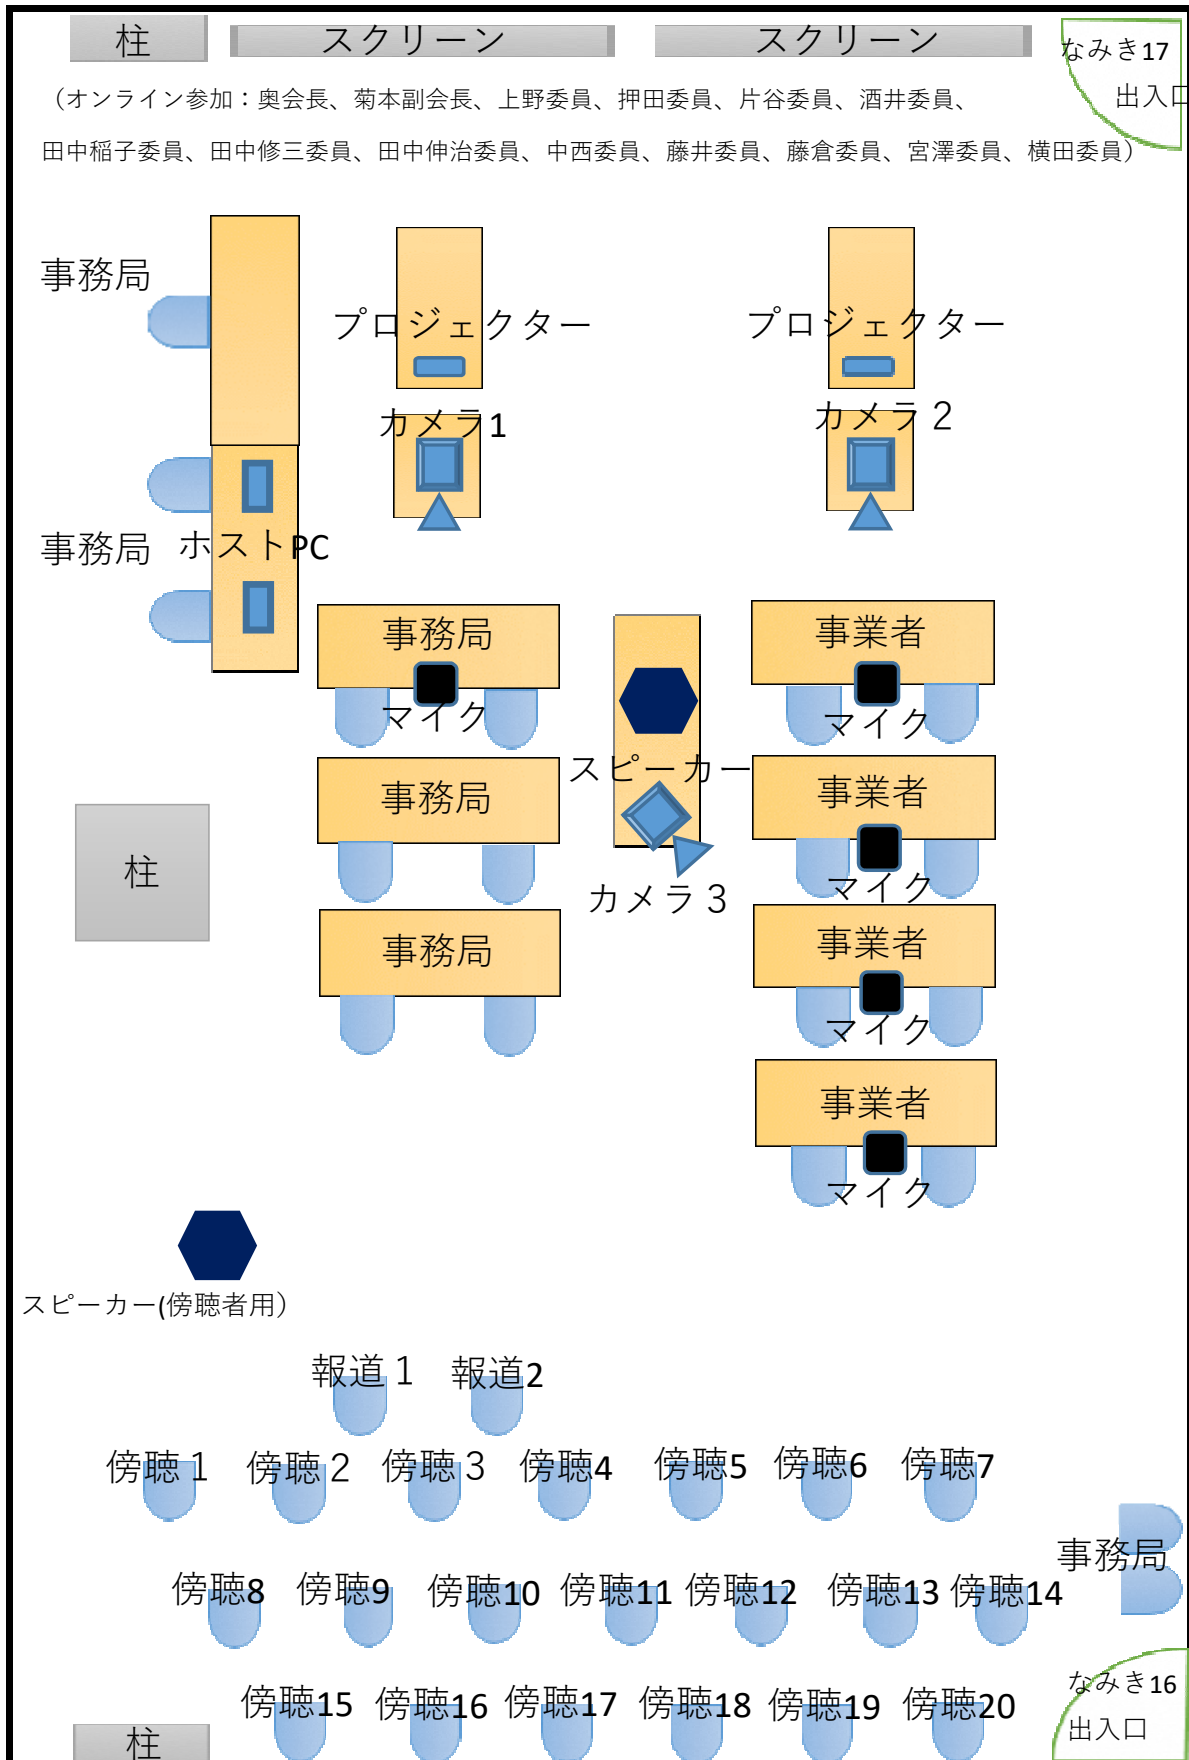 柱
スクリーン
スクリーン
なみき17
出入口
（オンライン参加：奥会長、菊本副会長、上野委員、押田委員、片谷委員、酒井委員、
田中稲子委員、田中修三委員、田中伸治委員、中西委員、藤井委員、藤倉委員、宮澤委員、横田委員）
事務局
プロジェクター
プロジェクター
カメラ1
カメラ２
事務局
ホストPC
事務局
マイク
事業者
マイク
スピーカー
事務局
事業者
マイク
柱
カメラ３
事務局
事業者
マイク
事業者
マイク
スピーカー(傍聴者用）
報道１
報道2
傍聴１
傍聴２
傍聴３
傍聴4
傍聴5
傍聴6
傍聴7
事務局
傍聴8
傍聴9
傍聴10
傍聴11
傍聴12
傍聴13
傍聴14
傍聴15
傍聴16
傍聴17
傍聴18
傍聴19
傍聴20
なみき16
出入口
柱